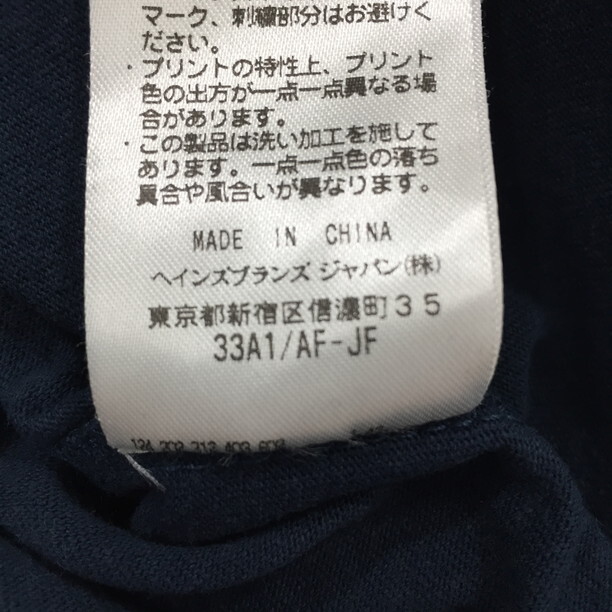 マーク、刺繍部分はお避けく
ださい。
・プリントの特性上、プリント
色の出方が一点一点異なる場
合があります。
・この製品は洗い加工を施して
あります。一点一点色の落ち
具合や風合いが異なります。
MADE IN CHINA
ヘインズブランズ ジャパン(株)
東京都新宿区信濃町35
33A1/AF-JF